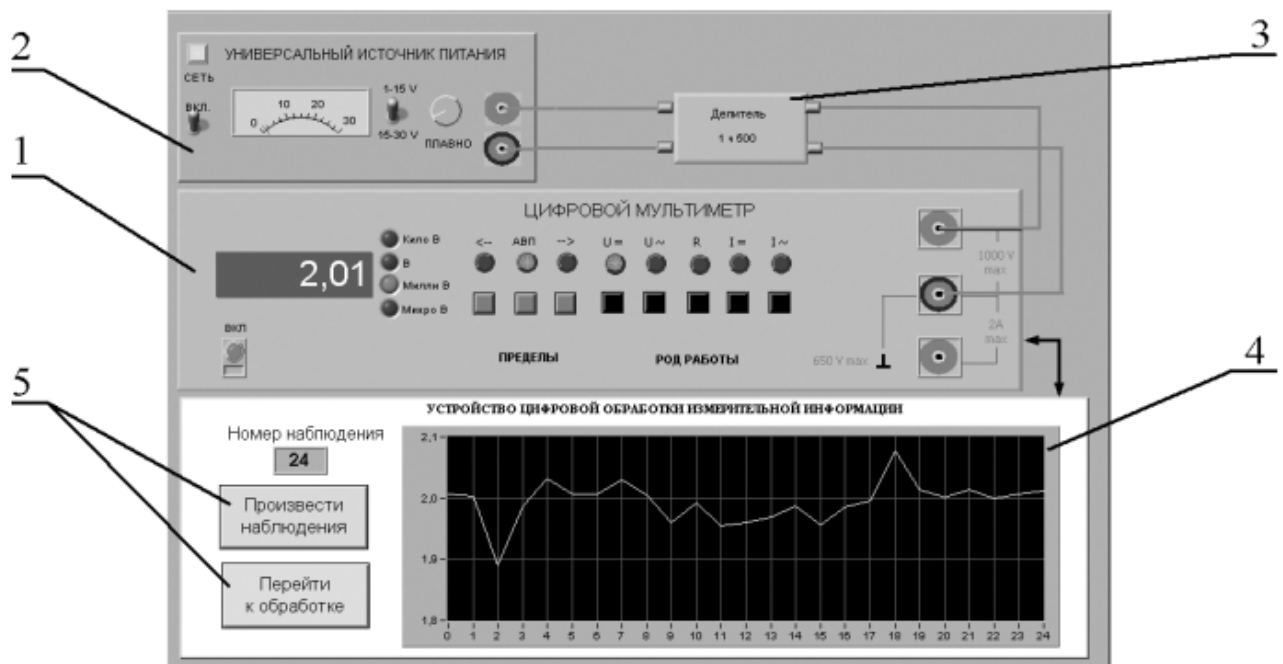 2
3
УНИВЕРСАЛЬНЫЙ ИСТОЧНИК ПИТАНИЯ
СЕТЬ
ВКЛ.
0 10 20 30
1-15 V
15-30 V
ПЛАВНО
Делитель
1 ч 500
1
ЦИФРОВОЙ МУЛЬТИМЕТР
2,01
Кило В
В
Милли В
Микро В
<-- АВП --> U = U ~ R I = I ~
ВКЛ
ПРЕДЕЛЫ
РОД РАБОТЫ
1000 V
max
2A
max
650 V max
4
5
УСТРОЙСТВО ЦИФРОВОЙ ОБРАБОТКИ ИЗМЕРИТЕЛЬНОЙ ИНФОРМАЦИИ
Номер наблюдения
24
Произвести
наблюдения
Перейти
к обработке
2,1
2,0
1,9
1,8
0 1 2 3 4 5 6 7 8 9 10 11 12 13 14 15 16 17 18 19 20 21 22 23 24